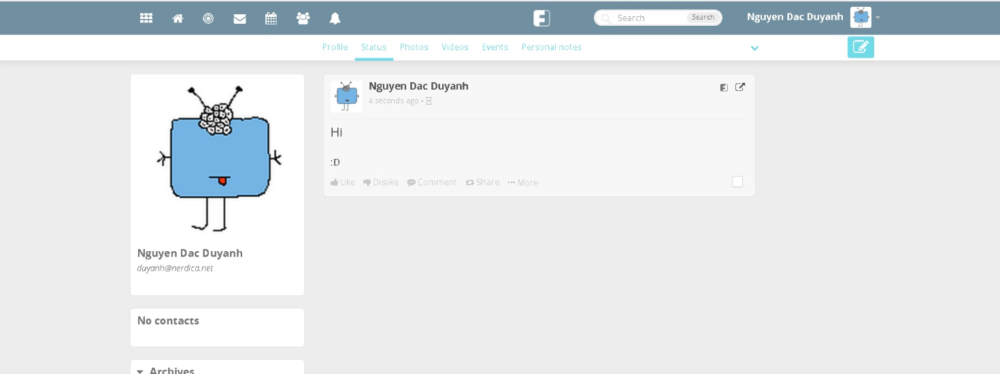 Search Search Nguyen Dac Duyanh
Profile Status Photos Videos Events Personal notes
Nguyen Dac Duyanh
4 seconds ago •
Hi
:D
Like Dislike Comment Share More
Nguyen Dac Duyanh
duyanh@nerdica.net
No contacts
Archives